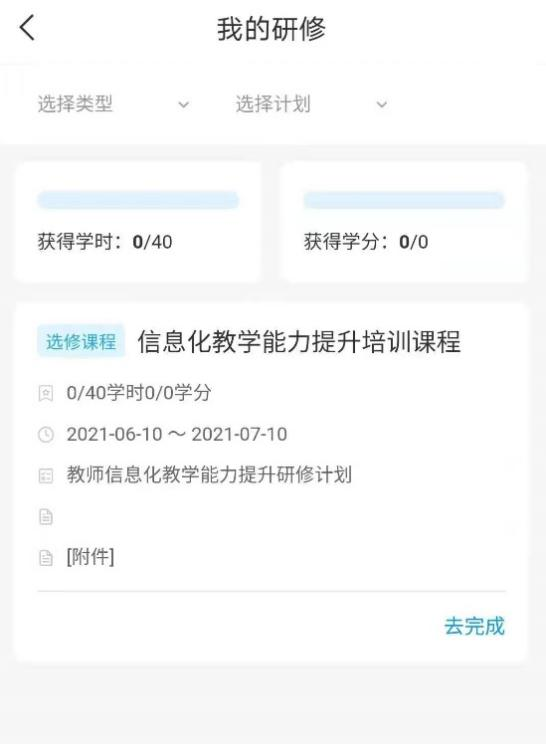 我的研修
选择类型 选择计划
获得学时：0/40 获得学分：0/0
选修课程 信息化教学能力提升培训课程
0/40学时0/0学分
2021-06-10 ～ 2021-07-10
教师信息化教学能力提升研修计划
[附件]
去完成